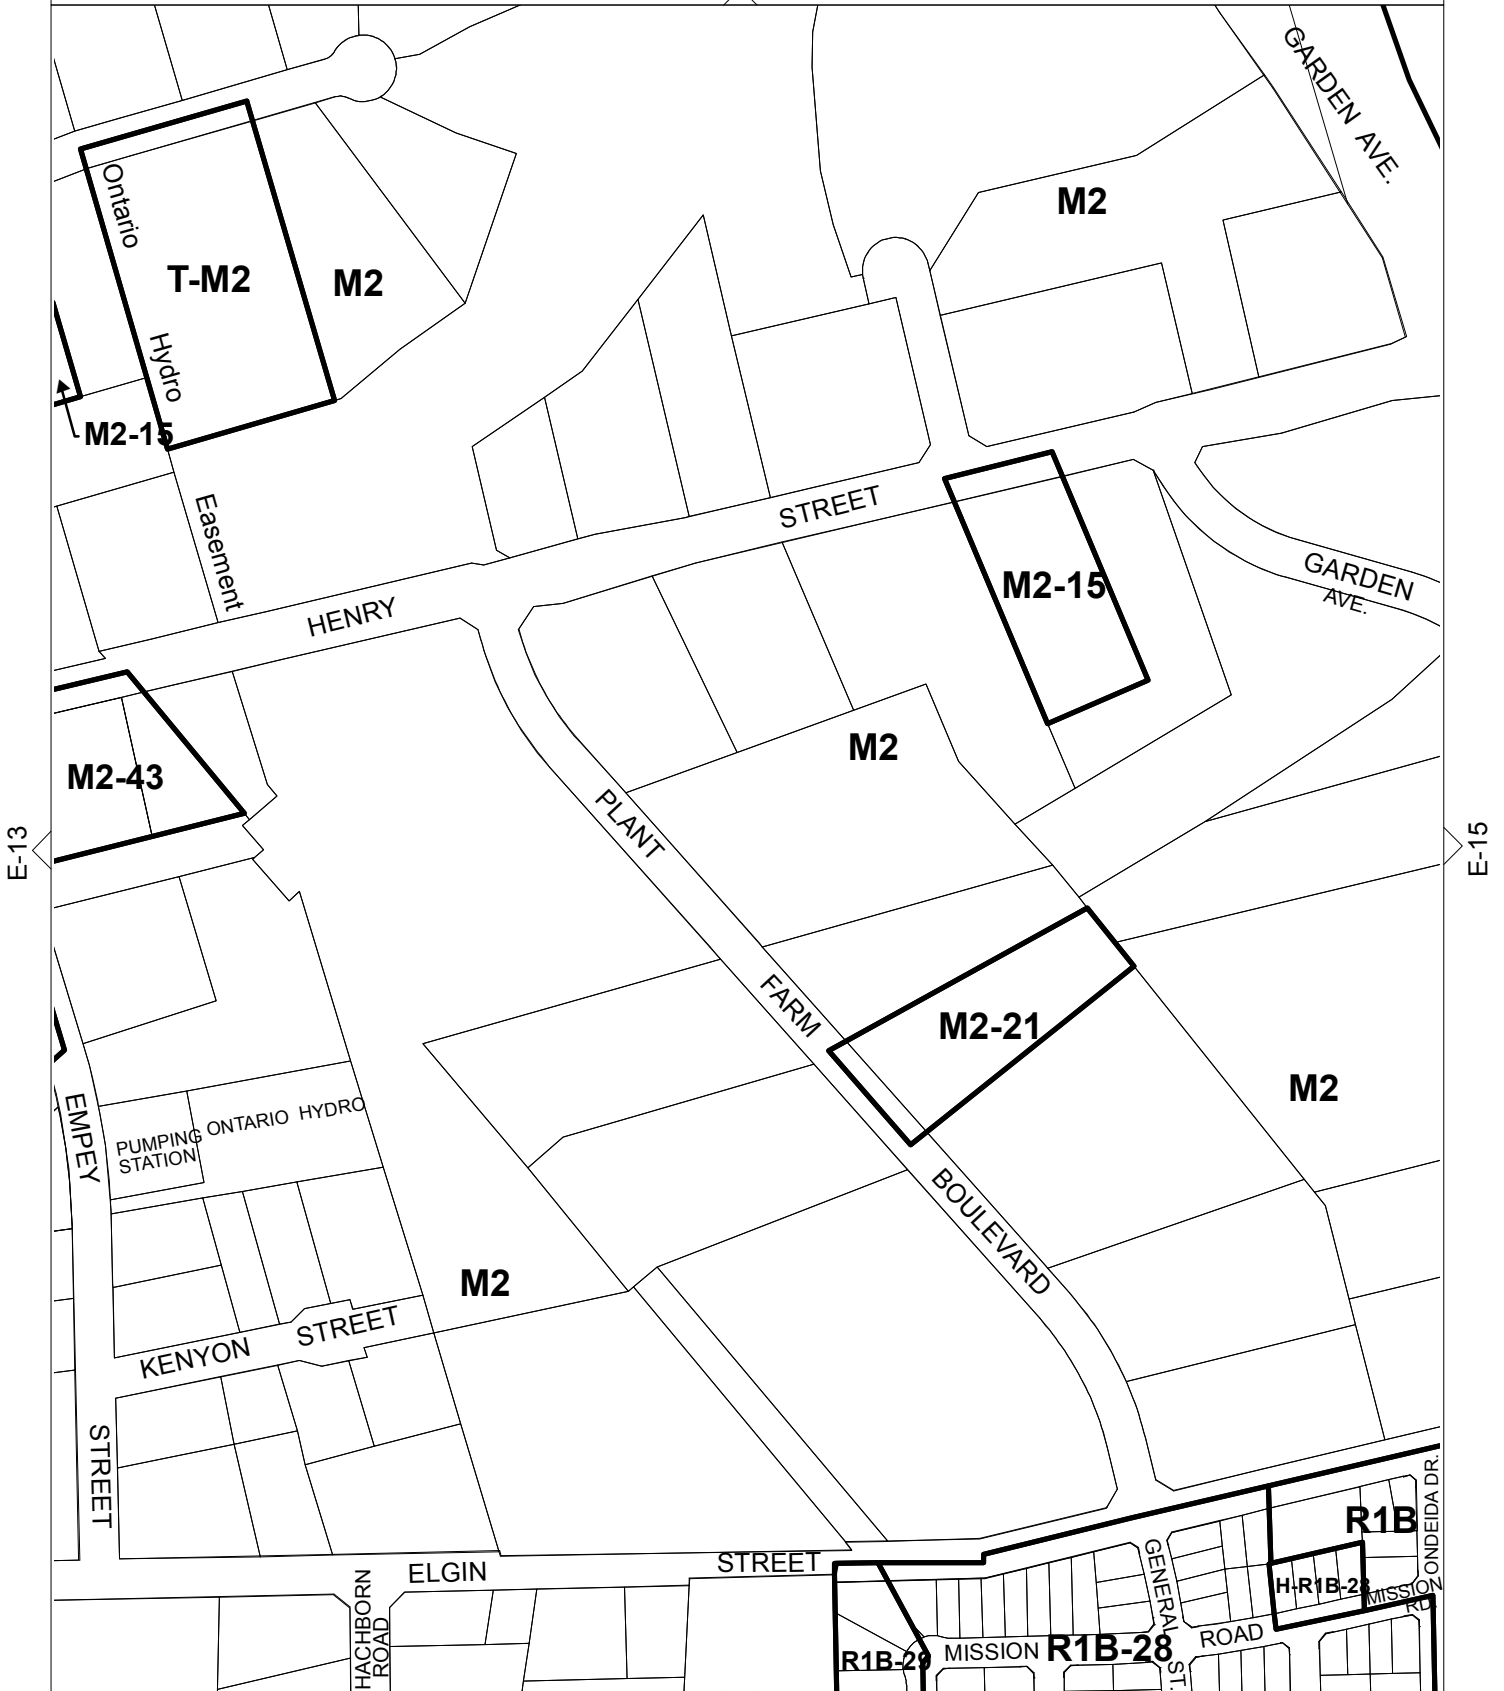 GARDEN AVE.
M2
Ontario
T-M2
M2
Hydro
M2-15
STREET
Easement
M2-15
GARDEN
AVE.
HENRY
M2
M2-43
PLANT
E-13
E-15
FARM
M2-21
M2
EMPEY
PUMPING
STATION
ONTARIO HYDRO
BOULEVARD
M2
STREET
KENYON
STREET
R1B
ONDEIDA DR.
ELGIN
STREET
GENERAL
ST.
H-R1B-28
MISSION
RD.
HACHBORN
ROAD
R1B-29
MISSION
R1B-28
ROAD